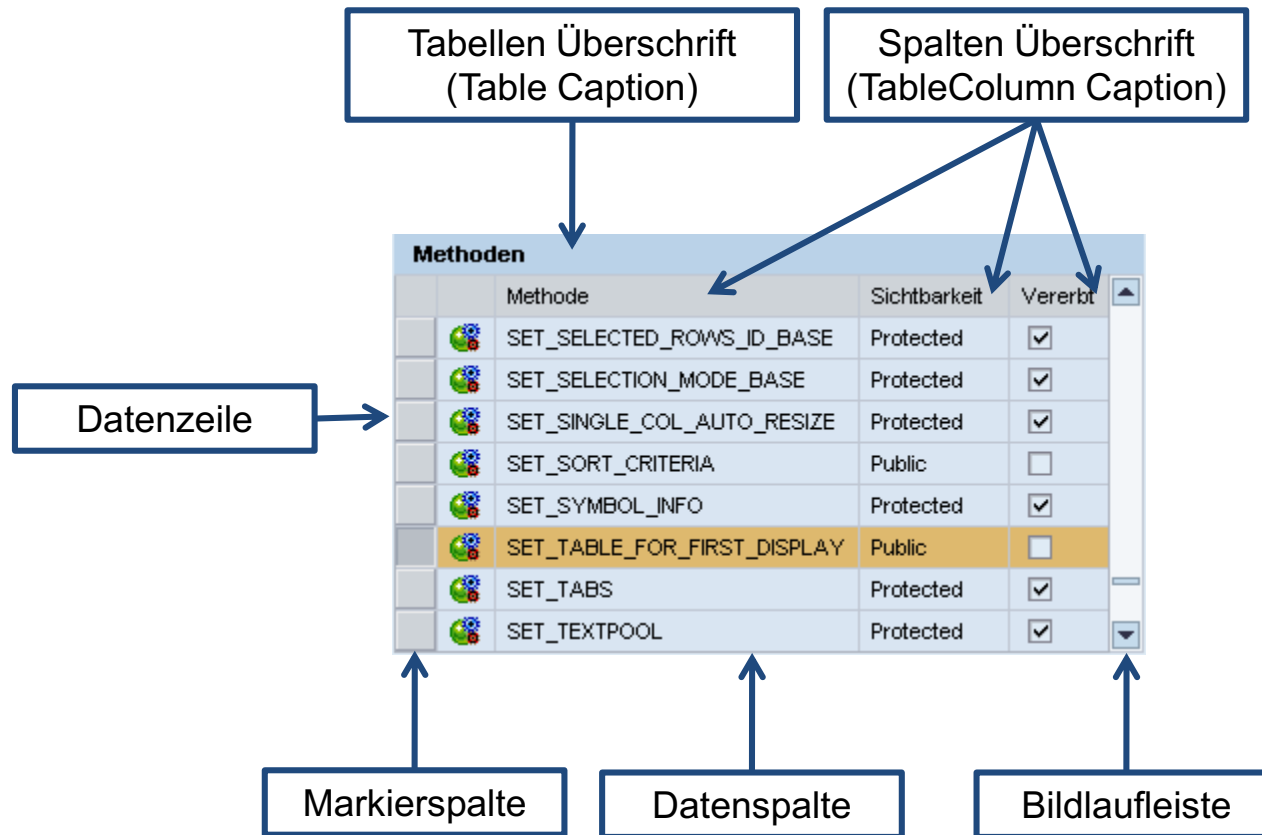 Tabellen Überschrift
(Table Caption)
Spalten Überschrift
(TableColumn Caption)
Methoden
Methode Sichtbarkeit Vererbt
SET_SELECTED_ROWS_ID_BASE Protected
SET_SELECTION_MODE_BASE Protected
SET_SINGLE_COL_AUTO_RESIZE Protected
SET_SORT_CRITERIA Public
SET_SYMBOL_INFO Protected
SET_TABLE_FOR_FIRST_DISPLAY Public
SET_TABS Protected
SET_TEXTPOOL Protected
Datenzeile
Markierspalte
Datenspalte
Bildlaufleiste